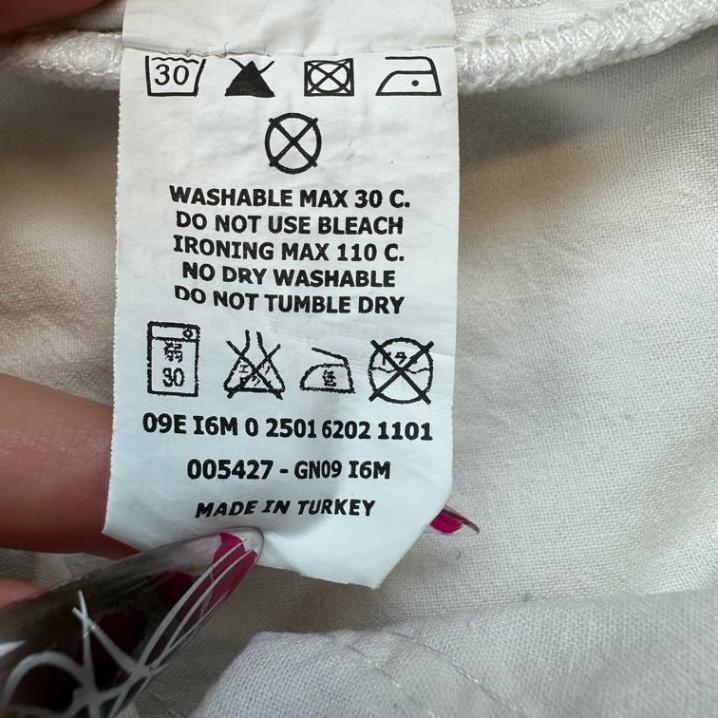 30
WASHABLE MAX 30 C.
DO NOT USE BLEACH
IRONING MAX 110 C.
NO DRY WASHABLE
DO NOT TUMBLE DRY
弱
30
低
09E I6M 0 2501 6202 1101
005427 - GN09 I6M
MADE IN TURKEY